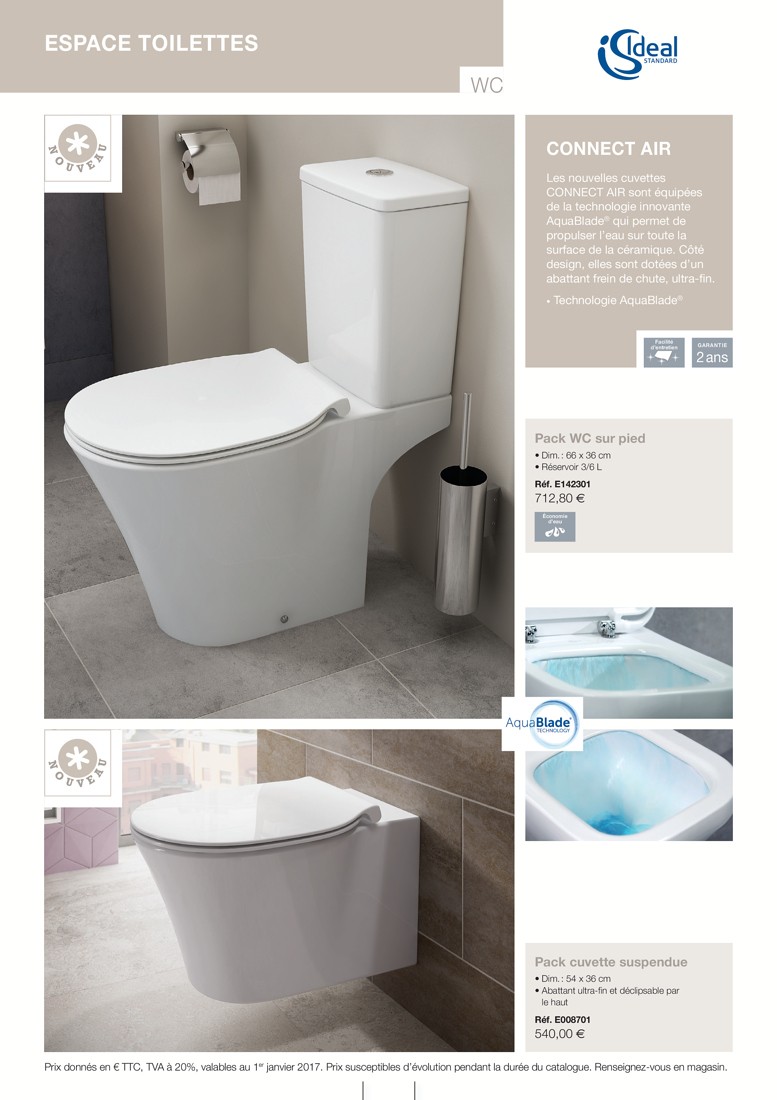 ESPACE TOILETTES
WC
Ideal
STANDARD
NOUVEAU
CONNECT AIR
Les nouvelles cuvettes
CONNECT AIR sont équipées
de la technologie innovante
AquaBlade® qui permet de
propulser l'eau sur toute la
surface de la céramique. Côté
design, elles sont dotées d'un
abattant frein de chute, ultra-fin.
• Technologie AquaBlade®
Facilité
d'entretien
GARANTIE
2 ans
Pack WC sur pied
• Dim. : 66 x 36 cm
• Réservoir 3/6 L
Réf. E142301
712,80 €
Économie
d'eau
AquaBlade®
TECHNOLOGY
NOUVEAU
Pack cuvette suspendue
• Dim. : 54 x 36 cm
• Abattant ultra-fin et déclipsable par
le haut
Réf. E008701
540,00 €
Prix donnés en € TTC, TVA à 20%, valables au 1er janvier 2017. Prix susceptibles d'évolution pendant la durée du catalogue. Renseignez-vous en magasin.